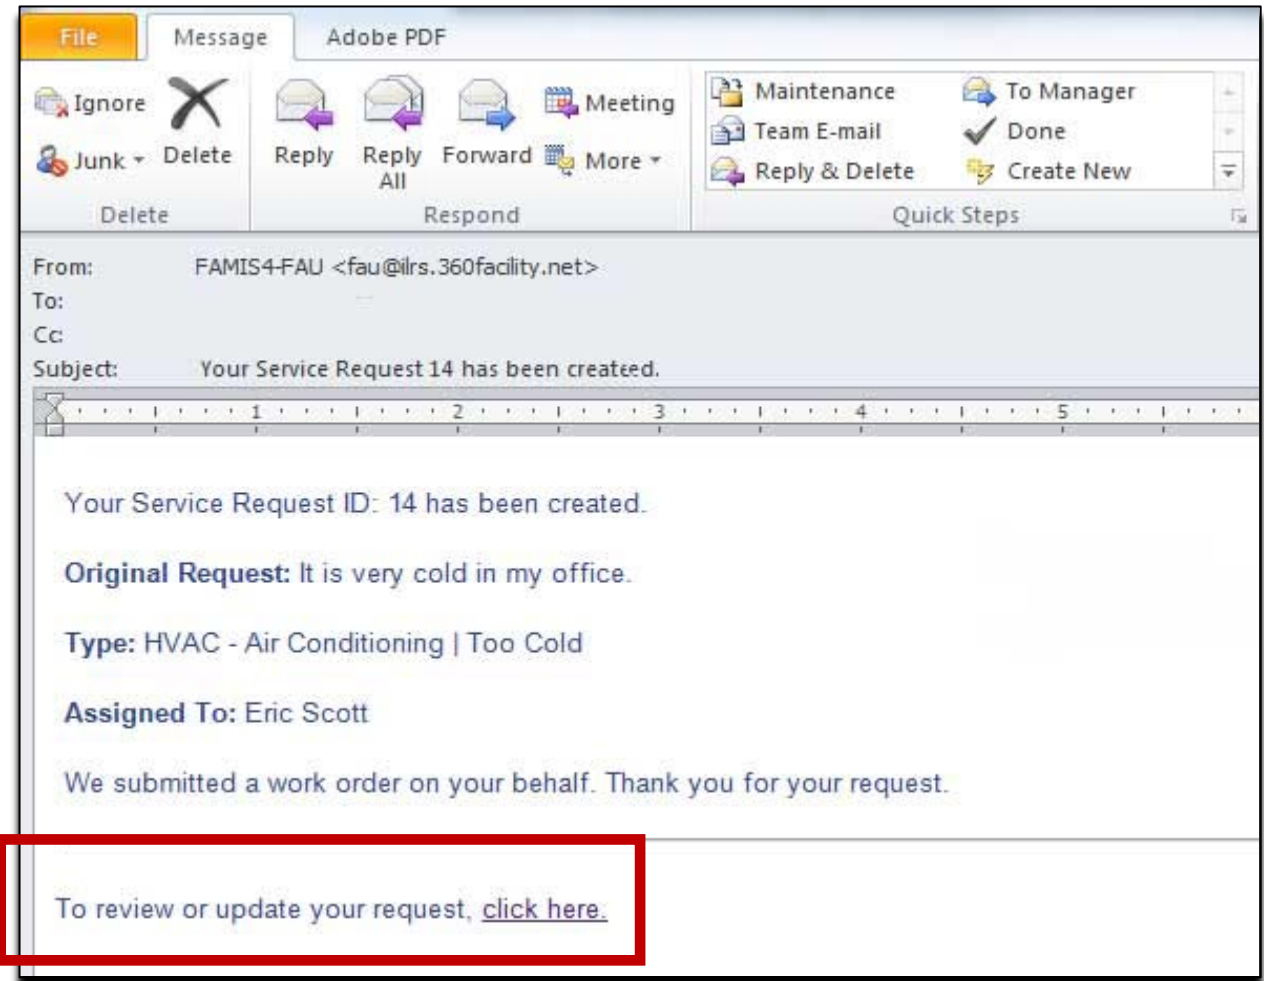 File Message Adobe PDF
Ignore Meeting Maintenance To Manager
Team E-mail Done
Junk Delete Reply Reply All Forward More Reply & Delete Create New
Delete Respond Quick Steps
From: FAMIS4-FAU <fau@ilrs.360facility.net>
To:
Cc:
Subject: Your Service Request 14 has been created.
1 2 3 4 5
Your Service Request ID: 14 has been created.
Original Request: It is very cold in my office.
Type: HVAC - Air Conditioning | Too Cold
Assigned To: Eric Scott
We submitted a work order on your behalf. Thank you for your request.
To review or update your request, click here.